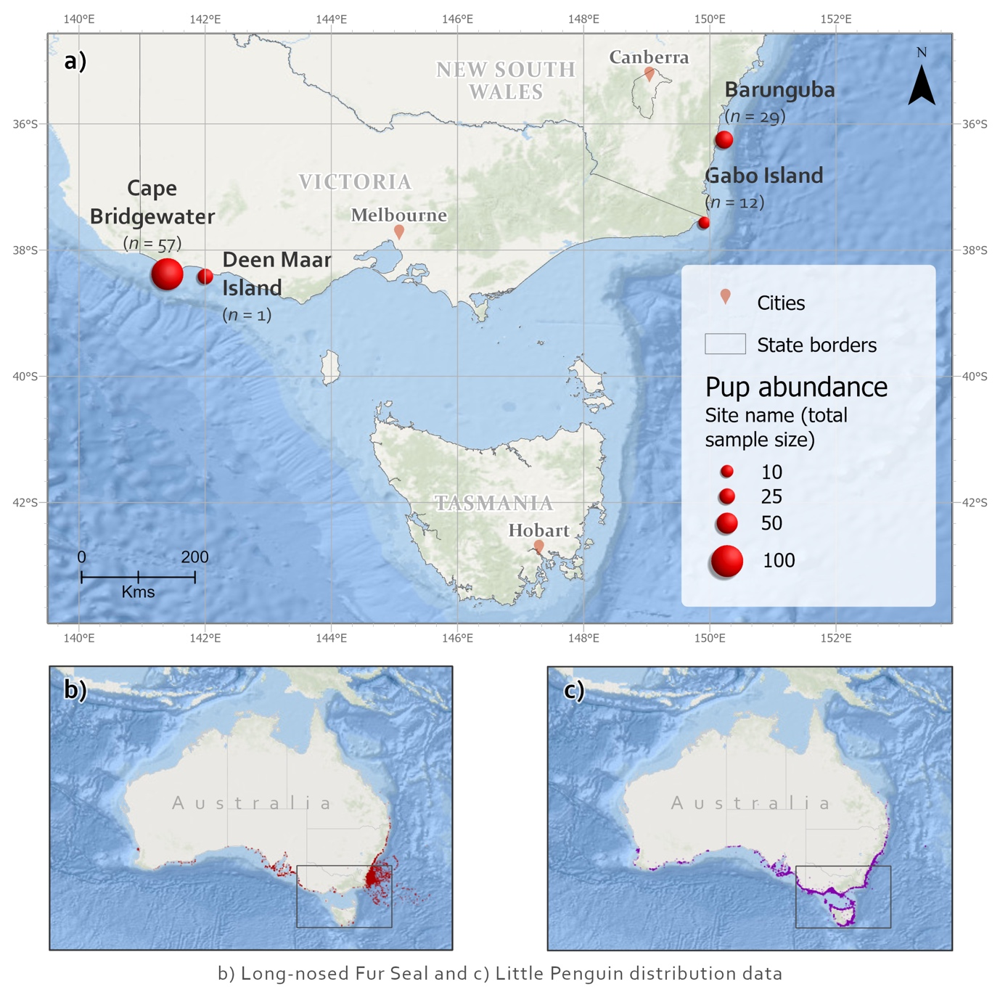 140°E 142°E 144°E 146°E 148°E 150°E 152°E
a)
N
Canberra
NEW SOUTH
WALES
Barunguba
(n = 29)
36°S 36°S
Gabo Island
(n = 12)
VICTORIA
Cape
Bridgewater
(n = 57)
Melbourne
38°S 38°S
Deen Maar
Island
(n = 1)
Cities
State borders
40°S 40°S
Pup abundance
Site name (total
sample size)
10
25
50
100
42°S 42°S
TASMANIA
Hobart
0 200
Kms
140°E 142°E 144°E 146°E 148°E 150°E 152°E
b)
Australia
c)
Australia
b) Long-nosed Fur Seal and c) Little Penguin distribution data